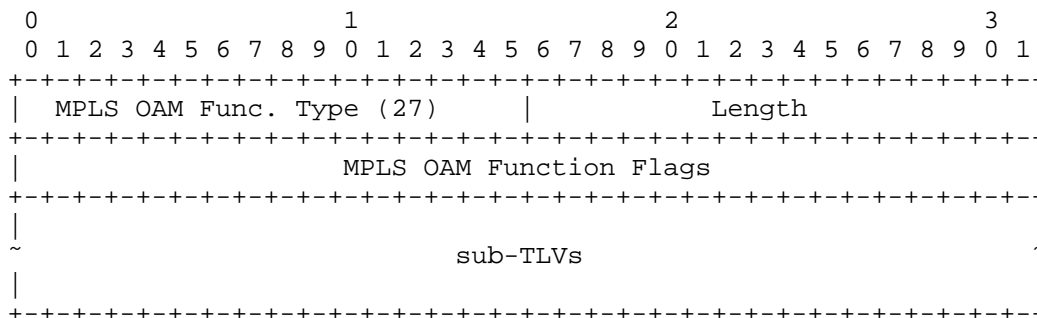 0                   1                   2                   3
 0 1 2 3 4 5 6 7 8 9 0 1 2 3 4 5 6 7 8 9 0 1 2 3 4 5 6 7 8 9 0 1
+-+-+-+-+-+-+-+-+-+-+-+-+-+-+-+-+-+-+-+-+-+-+-+-+-+-+-+-+-+-+-+-
|  MPLS OAM Func. Type (27)     |           Length
+-+-+-+-+-+-+-+-+-+-+-+-+-+-+-+-+-+-+-+-+-+-+-+-+-+-+-+-+-+-+-+-
|                    MPLS OAM Function Flags
+-+-+-+-+-+-+-+-+-+-+-+-+-+-+-+-+-+-+-+-+-+-+-+-+-+-+-+-+-+-+-+-
|
~                           sub-TLVs                            ~
|
+-+-+-+-+-+-+-+-+-+-+-+-+-+-+-+-+-+-+-+-+-+-+-+-+-+-+-+-+-+-+-+-